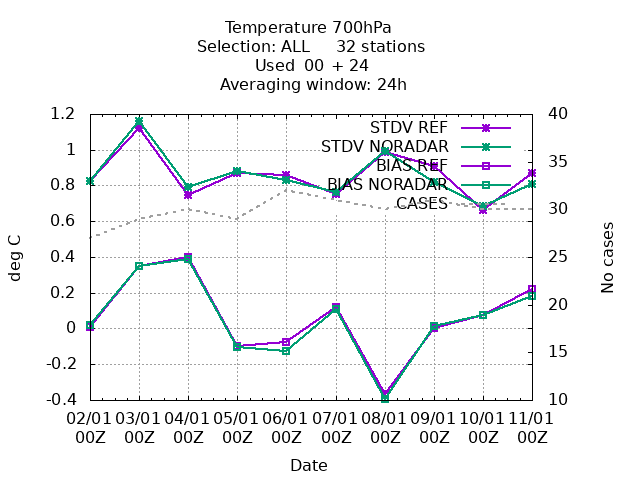 Temperature 700hPa
Selection: ALL 32 stations
Used 00 + 24
Averaging window: 24h
1.2
1
0.8
0.6
0.4
0.2
0
-0.2
-0.4
deg C
40
35
30
25
20
15
10
No cases
STDV REF
STDV NORADAR
BIAS REF
BIAS NORADAR
CASES
02/01 03/01 04/01 05/01 06/01 07/01 08/01 09/01 10/01 11/01
00Z 00Z 00Z 00Z 00Z 00Z 00Z 00Z 00Z 00Z
Date